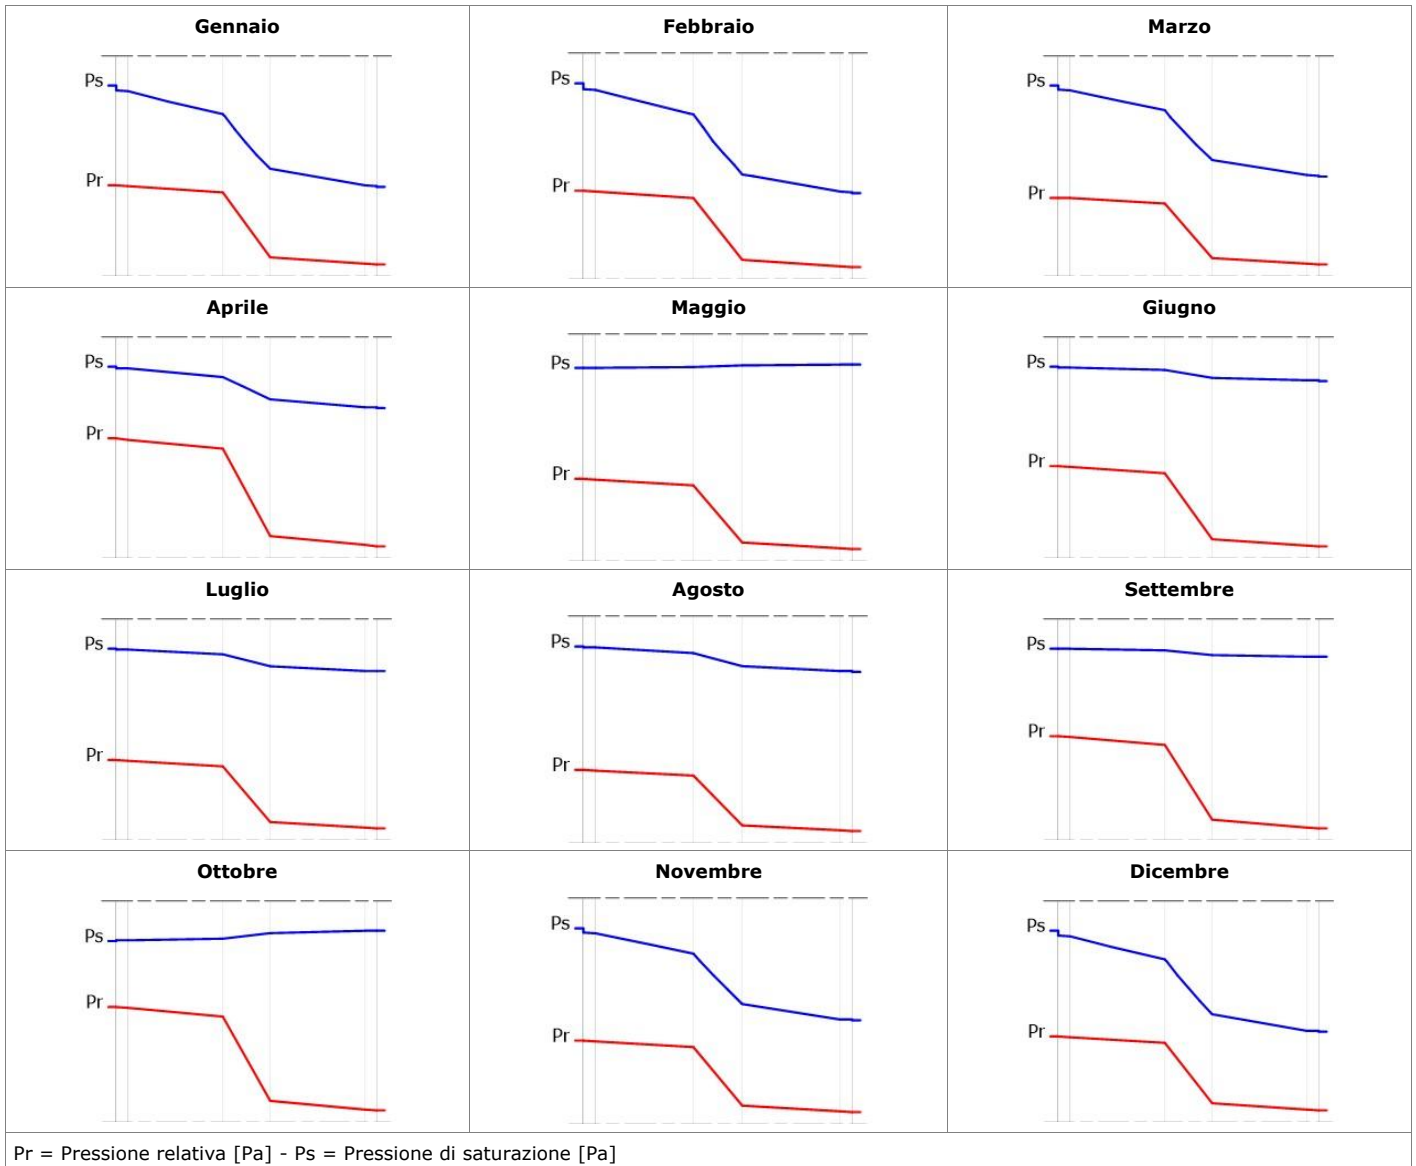 Gennaio
Febbraio
Marzo
Ps
Pr
Ps
Pr
Ps
Pr
Aprile
Maggio
Giugno
Ps
Pr
Ps
Pr
Ps
Pr
Luglio
Agosto
Settembre
Ps
Pr
Ps
Pr
Ps
Pr
Ottobre
Novembre
Dicembre
Ps
Pr
Ps
Pr
Ps
Pr
Pr = Pressione relativa [Pa] - Ps = Pressione di saturazione [Pa]